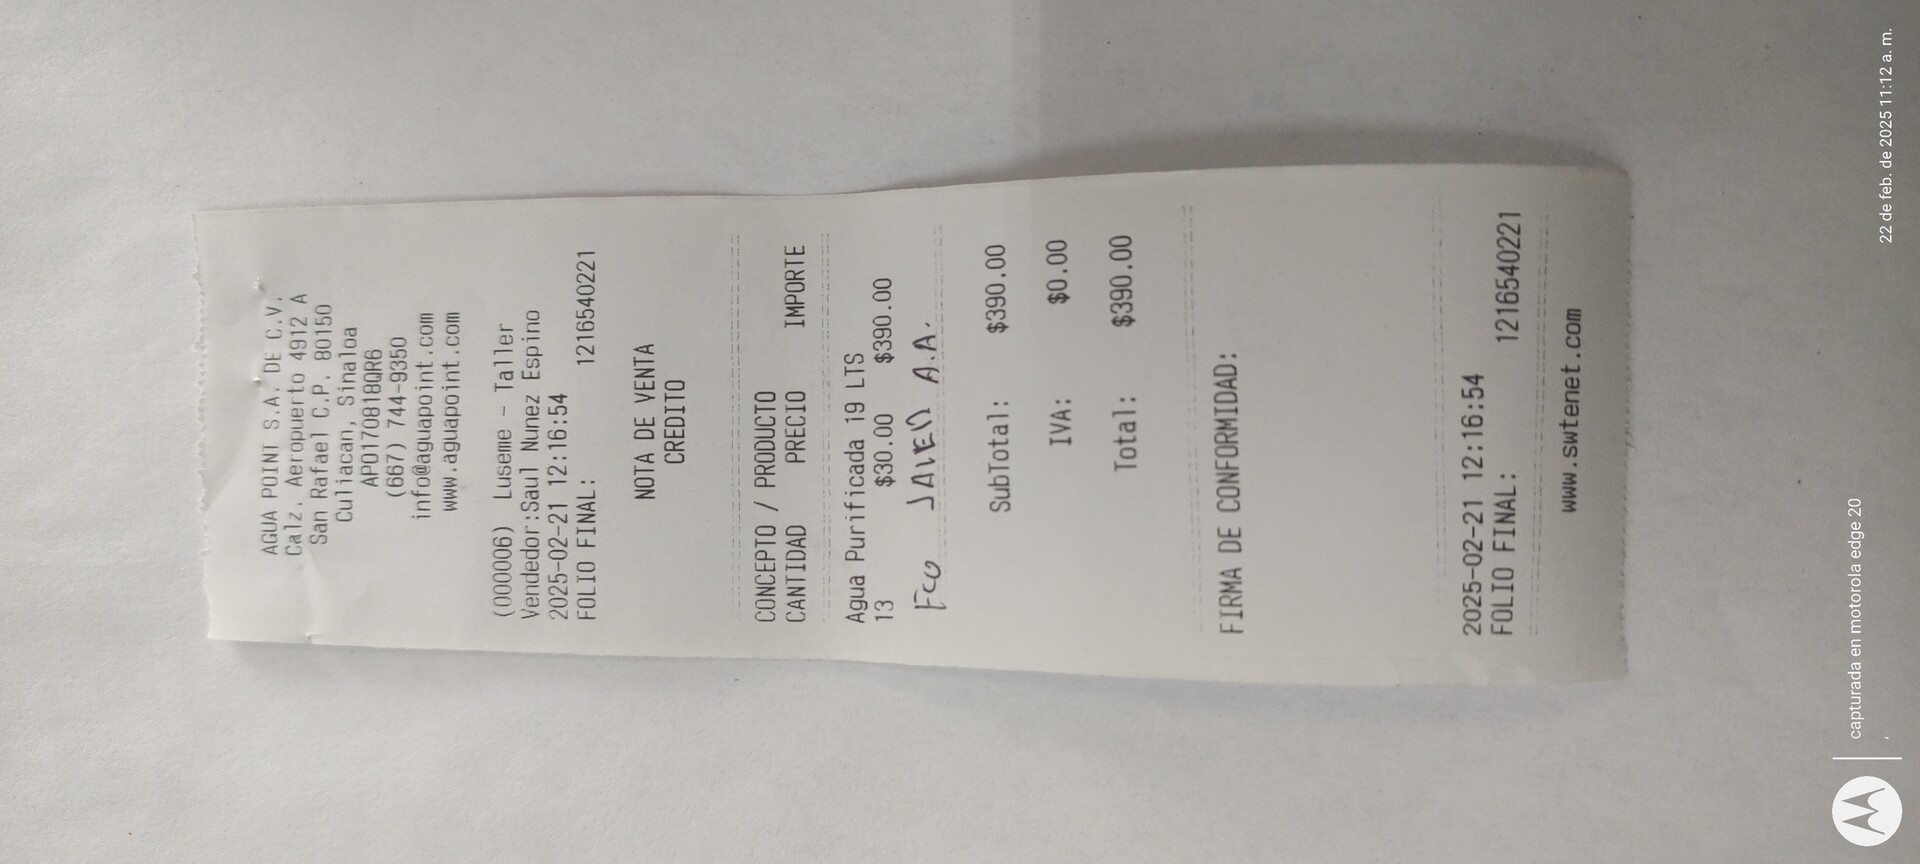 AGUA POINT S.A. DE C.V.
Calz. Aeropuerto 4912 A
San Rafael C.P. 80150
Culiacan, Sinaloa
APO170818QR6
(667) 744-9350
info@aguapoint.com
www.aguapoint.com
(000006) Luseme - Taller
Vendedor:Saul Nunez Espino
2025-02-21 12:16:54
FOLIO FINAL: 1216540221
NOTA DE VENTA
CREDITO
CONCEPTO / PRODUCTO
CANTIDAD PRECIO IMPORTE
Agua Purificada 19 LTS
13 $30.00 $390.00
Fco JAVIER A.A.
SubTotal: $390.00
IVA: $0.00
Total: $390.00
FIRMA DE CONFORMIDAD:
2025-02-21 12:16:54
FOLIO FINAL: 1216540221
www.swtenet.com
capturada en motorola edge 20
22 de feb. de 2025 11:12 a. m.